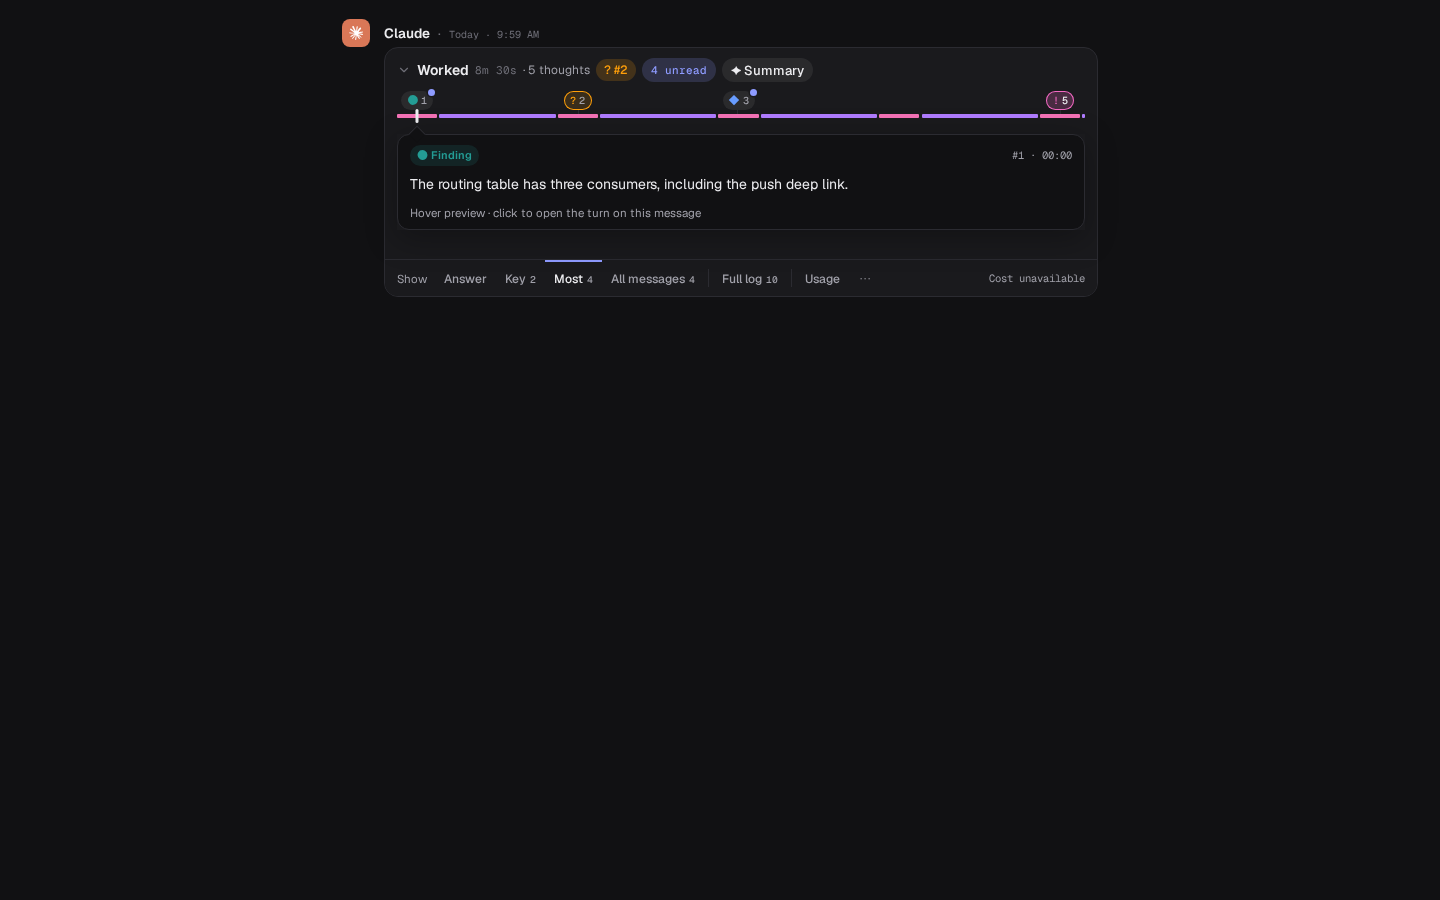 Claude · Today · 9:59 AM
Worked 8m 30s · 5 thoughts ? #2 4 unread Summary
1 ? 2 3 ! 5
Finding #1 · 00:00
The routing table has three consumers, including the push deep link.
Hover preview · click to open the turn on this message
Show Answer Key 2 Most 4 All messages 4 Full log 10 Usage ··· Cost unavailable